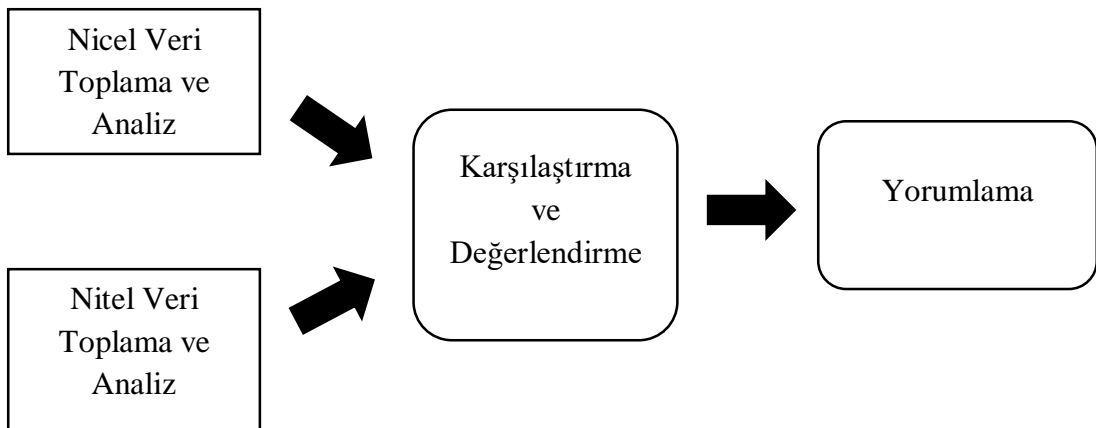 Nicel Veri
Toplama ve
Analiz
Nitel Veri
Toplama ve
Analiz
Karşılaştırma
ve
Değerlendirme
Yorumlama